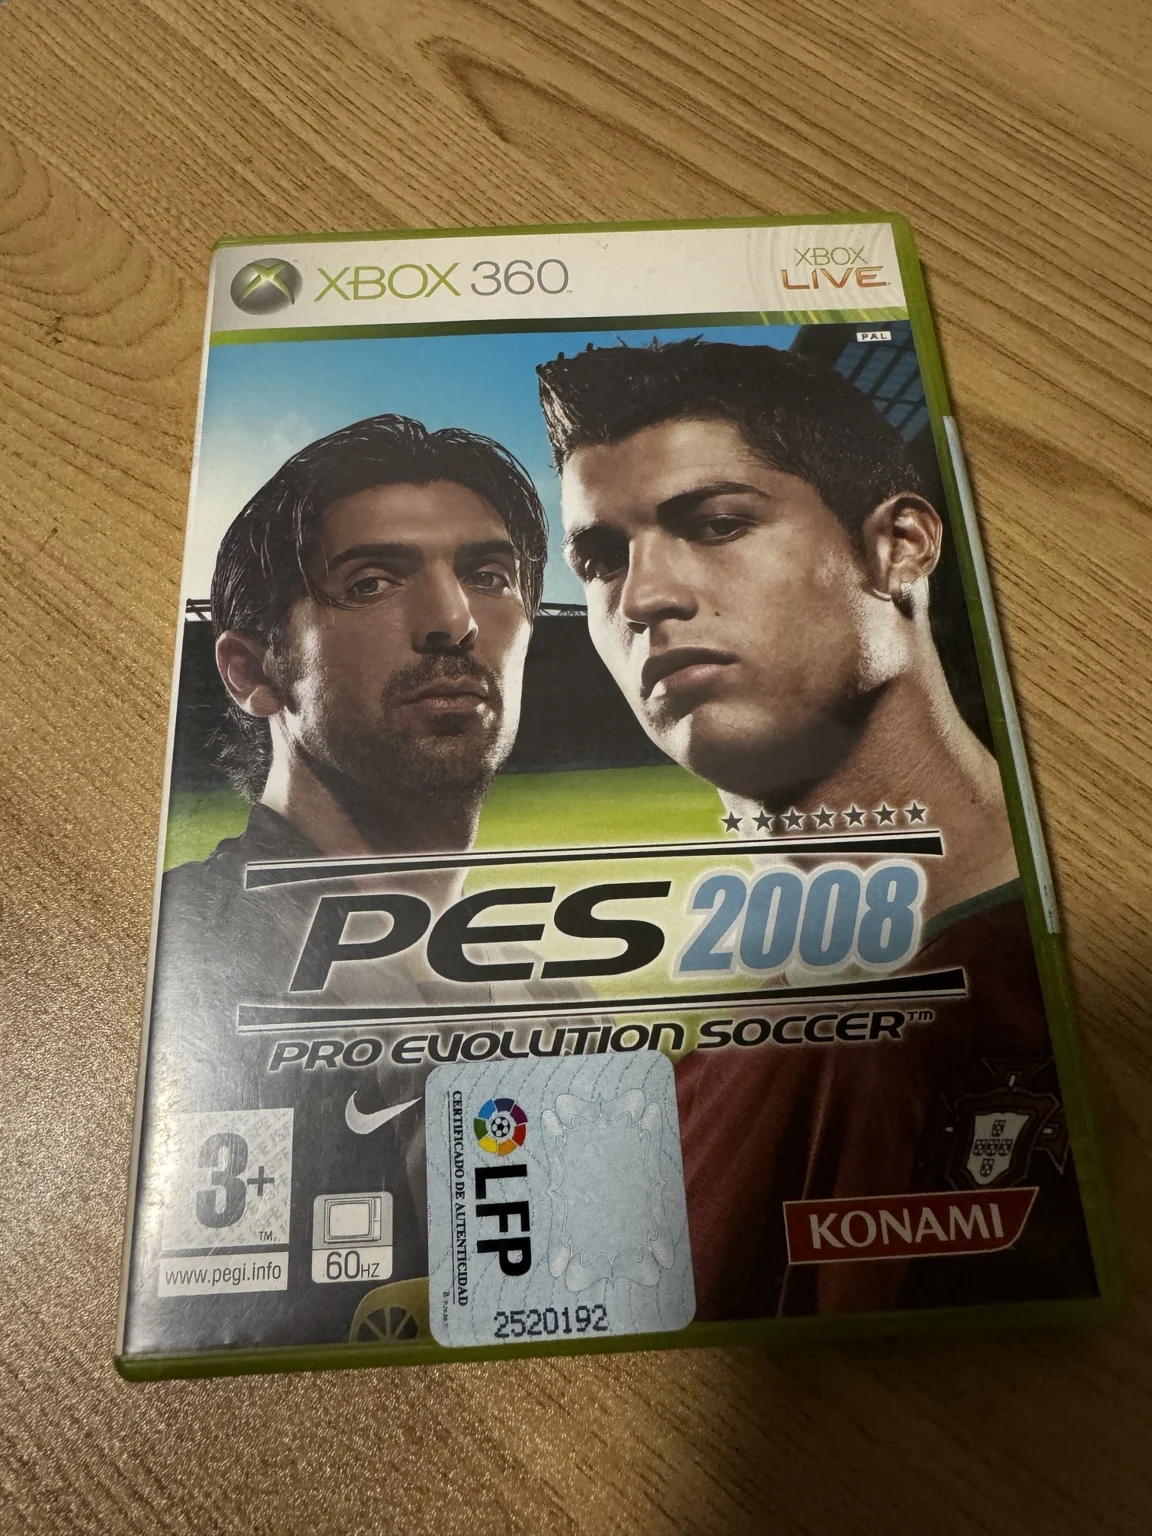 XBOX 360
XBOX
LIVE
PAL
PES 2008
PRO EVOLUTION SOCCER™
3+
TM
www.pegi.info
60HZ
CERTIFICADO DE AUTENTICIDAD
LFP
2520192
KONAMI